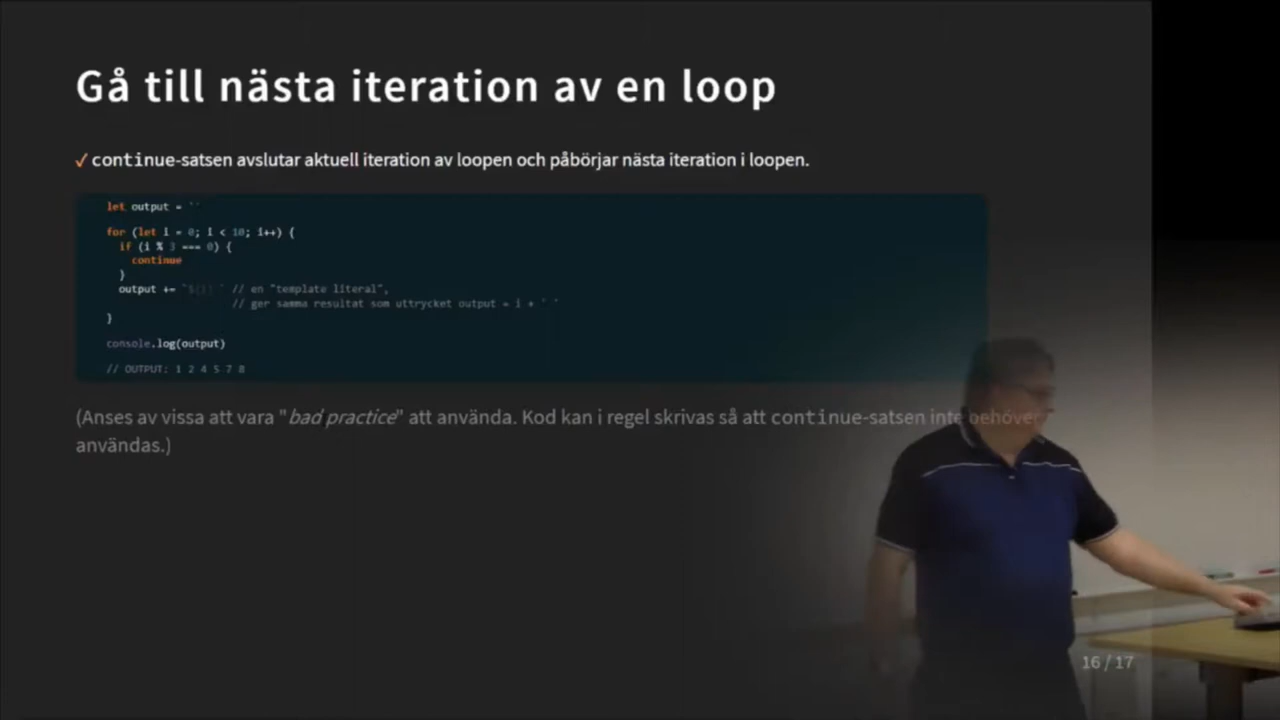 Gå till nästa iteration av en loop
✓ continue-satsen avslutar aktuell iteration av loopen och påbörjar nästa iteration i loopen.
let output = ``
for (let i = 0; i < 10; i++) {
if (i % 3 === 0) {
continue
}
output += `${i} ` // en "template literal",
// ger samma resultat som uttrycket output = i + ' '
}
console.log(output)
// OUTPUT: 1 2 4 5 7 8
(Anses av vissa att vara "bad practice" att använda. Kod kan i regel skrivas så att continue-satsen inte behöver
användas.)
16 / 17